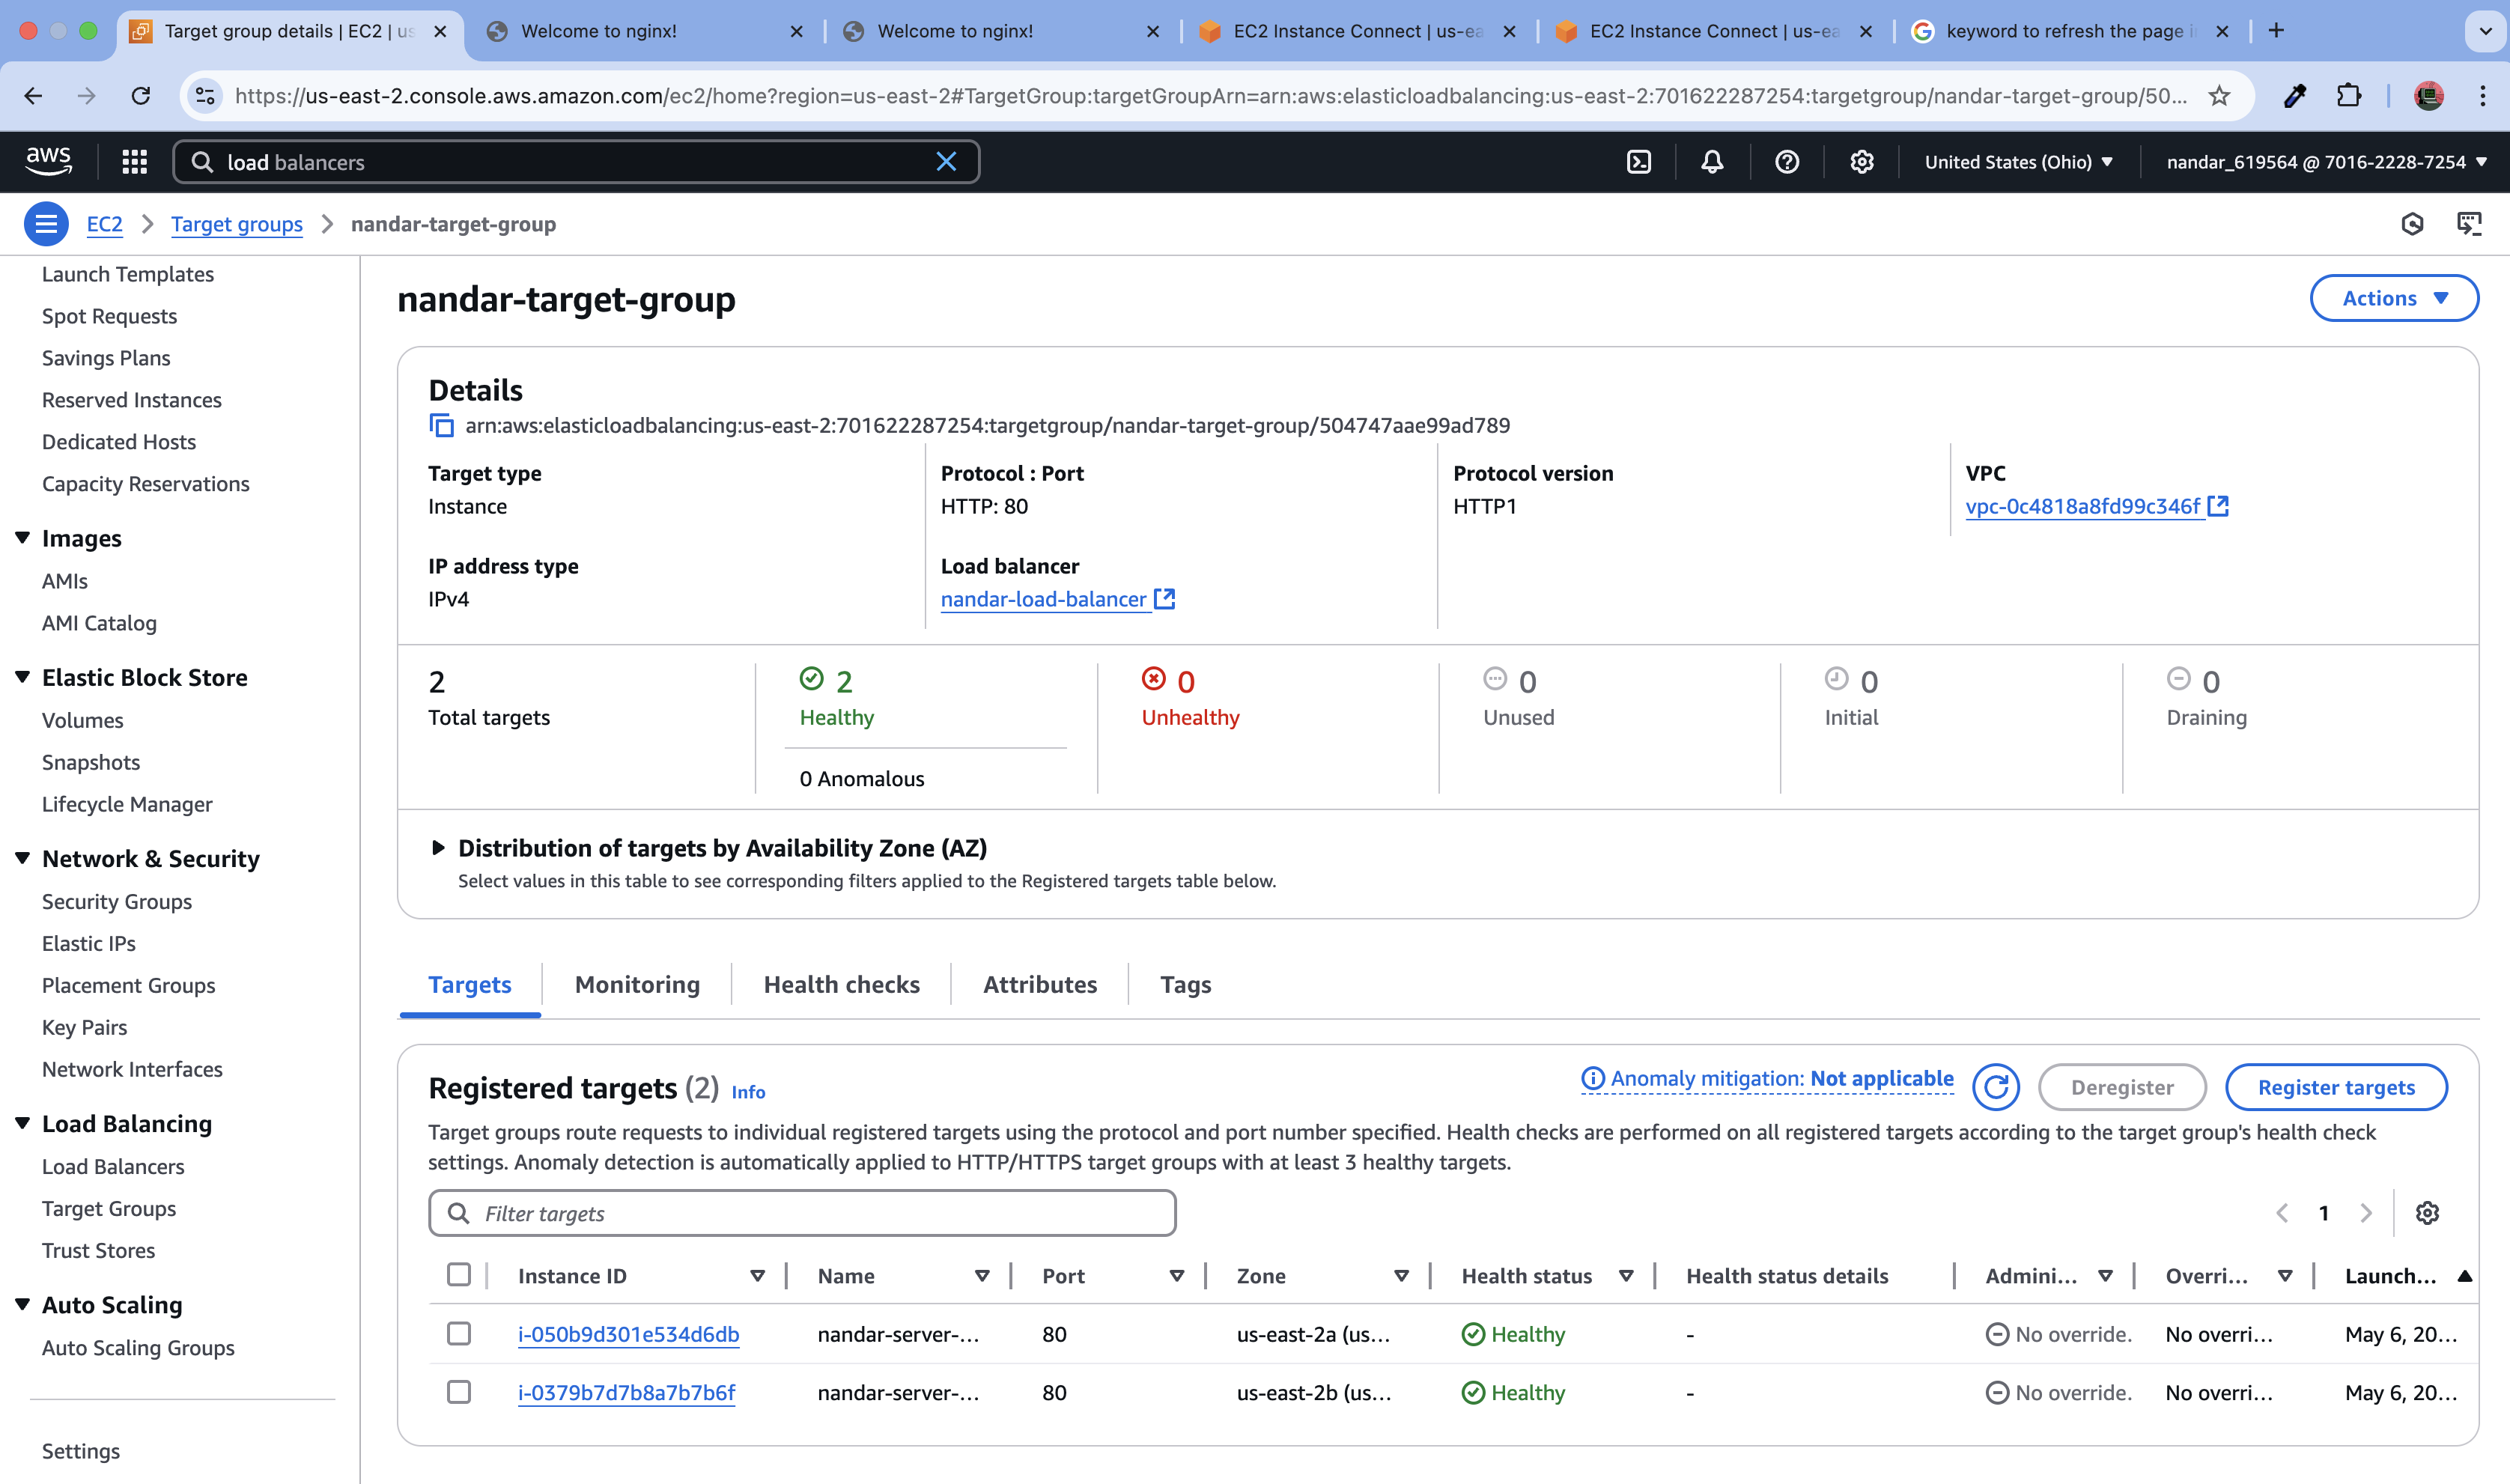 Target group details | EC2 | us
Welcome to nginx!
Welcome to nginx!
EC2 Instance Connect | us-ea
EC2 Instance Connect | us-ea
keyword to refresh the page i
https://us-east-2.console.aws.amazon.com/ec2/home?region=us-east-2#TargetGroup:targetGroupArn=arn:aws:elasticloadbalancing:us-east-2:701622287254:targetgroup/nandar-target-group/50...
aws
load balancers
United States (Ohio)
nandar_619564 @ 7016-2228-7254
EC2
Target groups
nandar-target-group
Launch Templates
Spot Requests
Savings Plans
Reserved Instances
Dedicated Hosts
Capacity Reservations
Images
AMIs
AMI Catalog
Elastic Block Store
Volumes
Snapshots
Lifecycle Manager
Network & Security
Security Groups
Elastic IPs
Placement Groups
Key Pairs
Network Interfaces
Load Balancing
Load Balancers
Target Groups
Trust Stores
Auto Scaling
Auto Scaling Groups
Settings
nandar-target-group
Actions
Details
arn:aws:elasticloadbalancing:us-east-2:701622287254:targetgroup/nandar-target-group/504747aae99ad789
Target type
Instance
Protocol : Port
HTTP: 80
Protocol version
HTTP1
VPC
vpc-0c4818a8fd99c346f
IP address type
IPv4
Load balancer
nandar-load-balancer
2
Total targets
2
Healthy
0 Anomalous
0
Unhealthy
0
Unused
0
Initial
0
Draining
Distribution of targets by Availability Zone (AZ)
Select values in this table to see corresponding filters applied to the Registered targets table below.
Targets
Monitoring
Health checks
Attributes
Tags
Registered targets (2) Info
Anomaly mitigation: Not applicable
Deregister
Register targets
Target groups route requests to individual registered targets using the protocol and port number specified. Health checks are performed on all registered targets according to the target group's health check
settings. Anomaly detection is automatically applied to HTTP/HTTPS target groups with at least 3 healthy targets.
Filter targets
1
Instance ID Name Port Zone Health status Health status details Admini... Overri... Launch...
i-050b9d301e534d6db nandar-server-... 80 us-east-2a (us... Healthy - No override. No overri... May 6, 20...
i-0379b7d7b8a7b7b6f nandar-server-... 80 us-east-2b (us... Healthy - No override. No overri... May 6, 20...